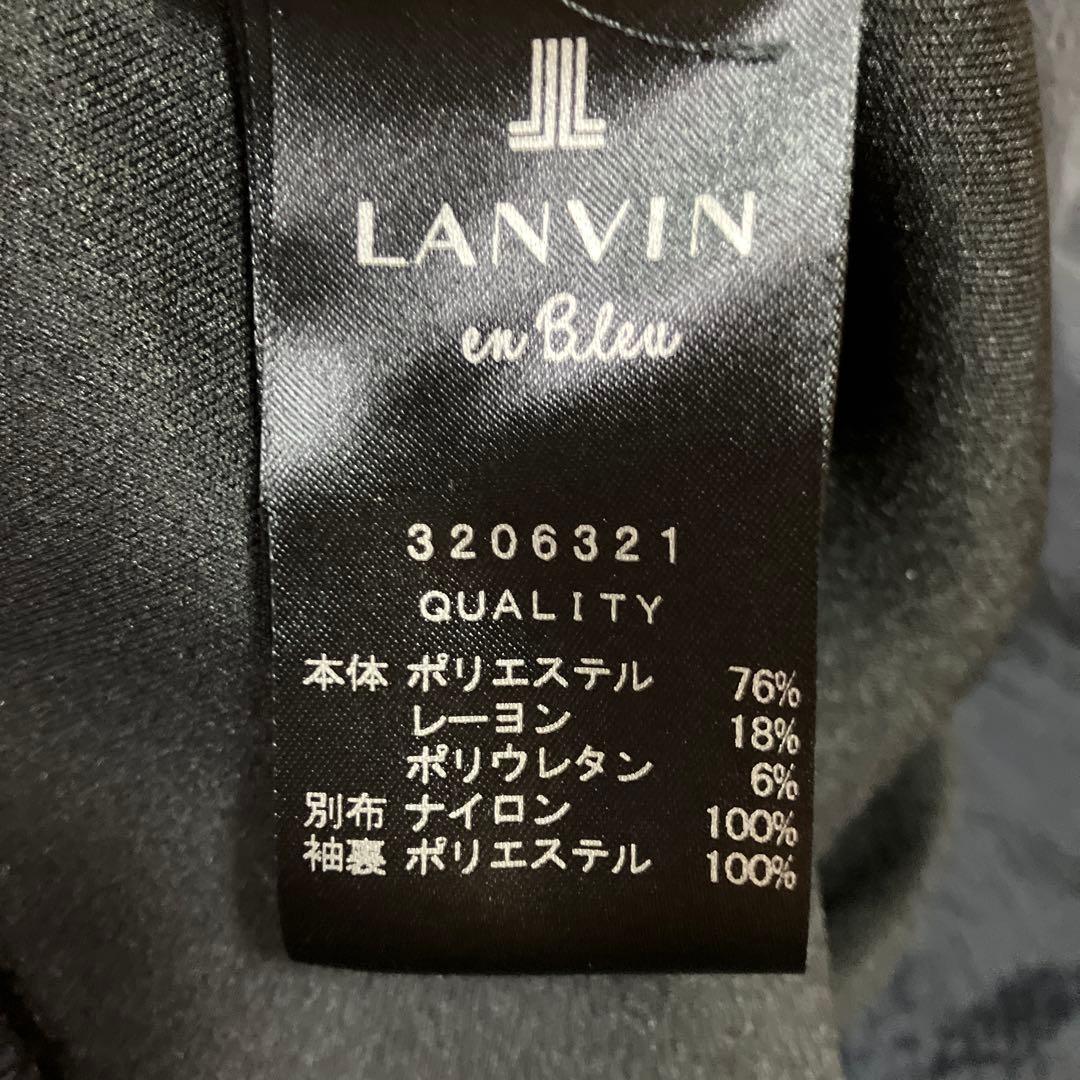 LANVIN
en Bleu
3206321
QUALITY
本体 ポリエステル 76%
レーヨン 18%
ポリウレタン 6%
別布 ナイロン 100%
袖裏 ポリエステル 100%